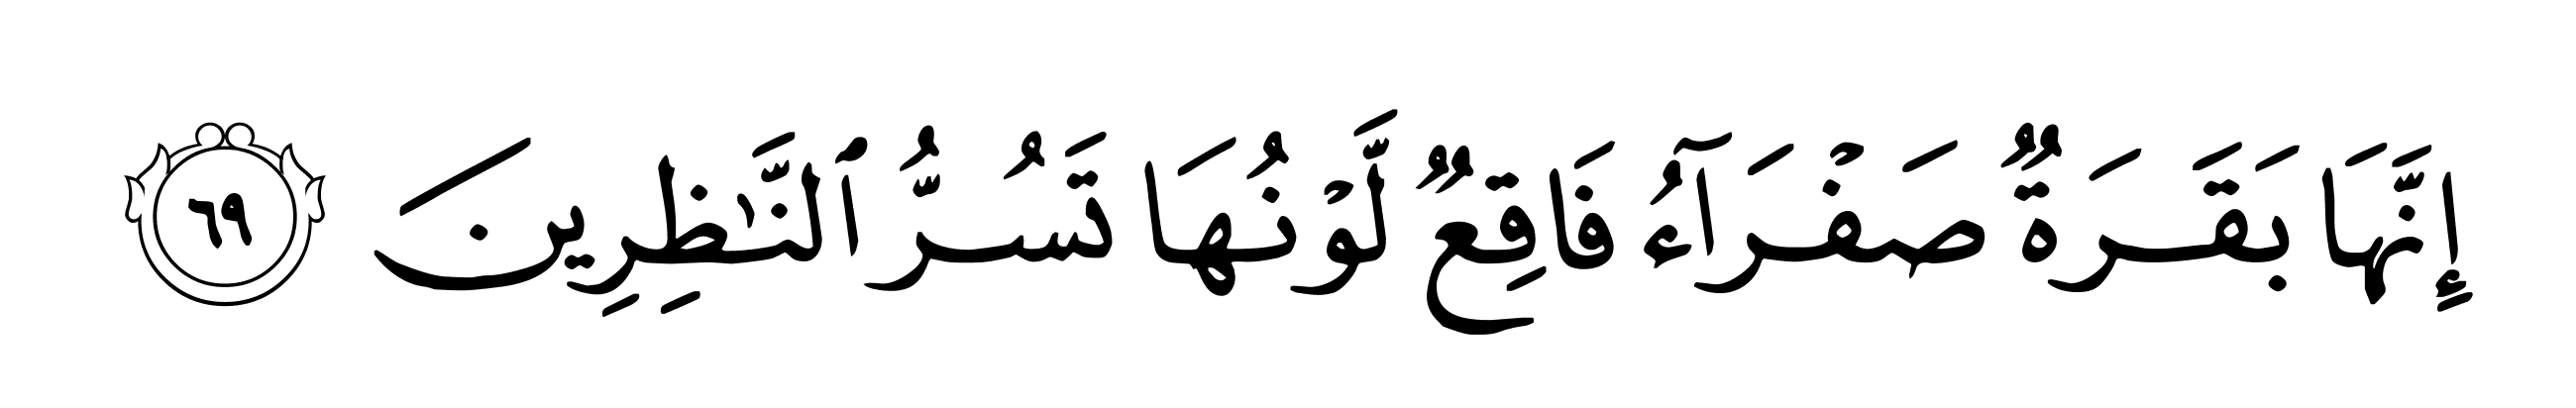 إِنَّهَا بَقَرَةٌ صَفْرَآءُ فَاقِعٌ لَّوْنُهَا تَسُرُّ ٱلنَّـٰظِرِينَ ٦٩